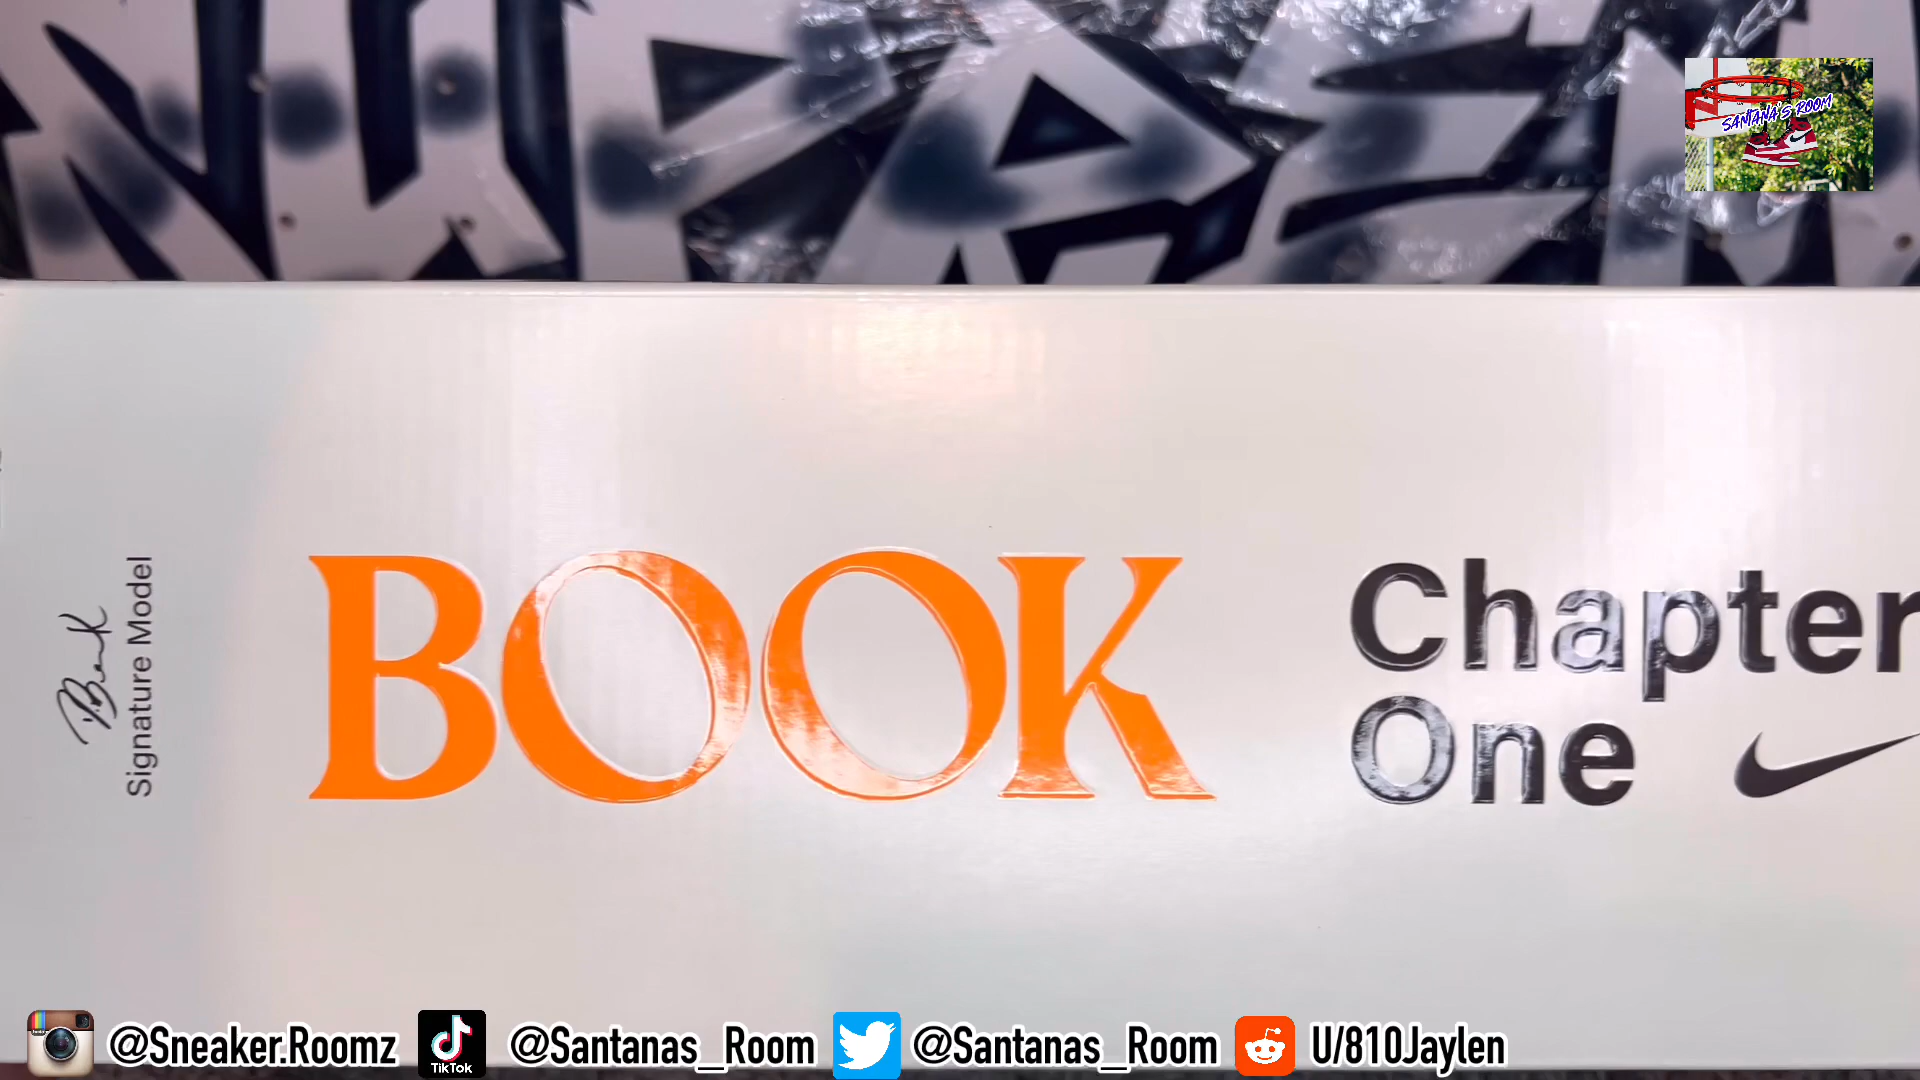 SANTANA'S ROOM
Signature Model
BOOK
Chapter
One
@Sneaker.Roomz
TikTok
@Santanas_Room
@Santanas_Room
U/810Jaylen